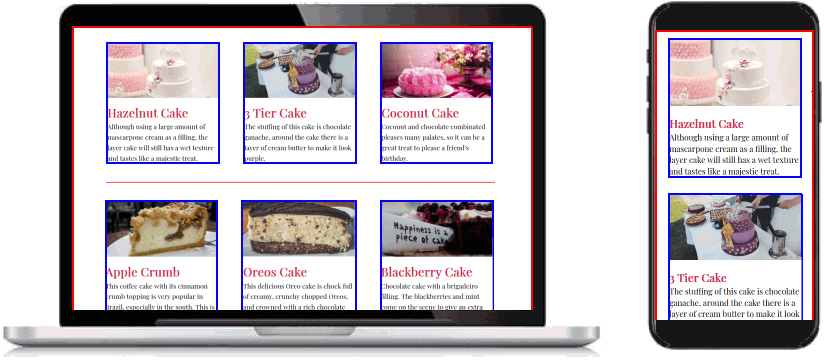 Hazelnut Cake
Although using a large amount of
mascarpone cream as a filling, the
layer cake will still has a wet texture
and tastes like a majestic treat.
3 Tier Cake
The stuffing of this cake is chocolate
ganache, around the cake there is a
layer of cream butter to make it look
purple.
Coconut Cake
Coconut and chocolate combinated
pleases many palates, so it can be a
great treat to please a friend's
birthday.
Apple Crumb
This coffee cake with its cinnamon
crumb topping is very popular in
Brazil, especially in the south. This is
Oreos Cake
This delicious Oreo cake is chock full
of creamy, crunchy chopped Oreos,
and crowned with a rich chocolate
Happiness is a
piece of cake
Blackberry Cake
Chocolate cake with a brigadeiro
filling. The blackberries and mint
come on the scene to give an extra
Hazelnut Cake
Although using a large amount of
mascarpone cream as a filling, the
layer cake will still has a wet texture
and tastes like a majestic treat.
3 Tier Cake
The stuffing of this cake is chocolate
ganache, around the cake there is a
layer of cream butter to make it look